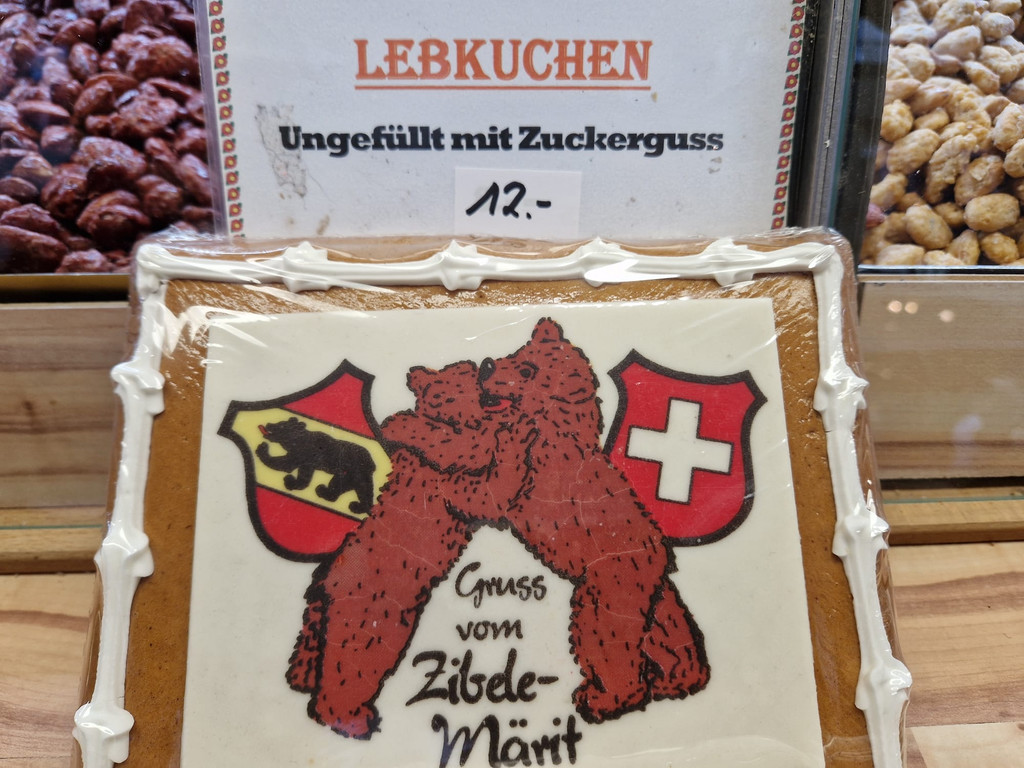 LEBKUCHEN
Ungefüllt mit Zuckerguss
12.-
Gruss
vom
Zibele-
Märit